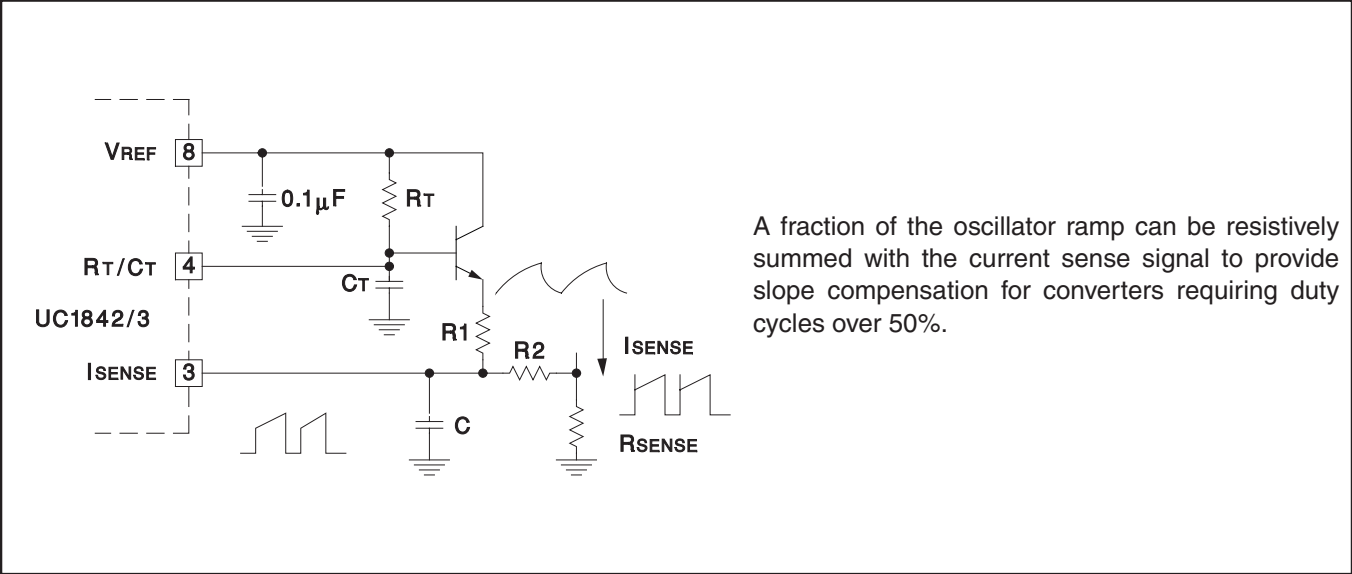 VREF 8
0.1μF RT
RT/CT 4
CT
UC1842/3
R1
R2 ISENSE
ISENSE 3
C
RSENSE
A fraction of the oscillator ramp can be resistively
summed with the current sense signal to provide
slope compensation for converters requiring duty
cycles over 50%.